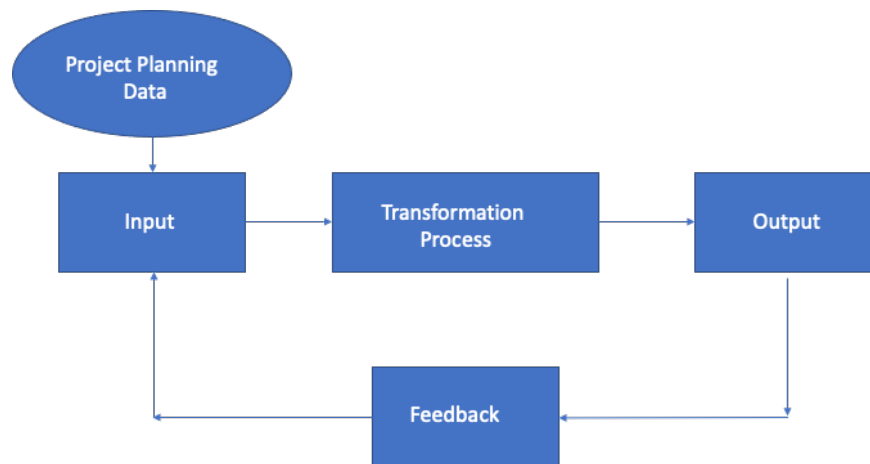 Project Planning
Data
Input
Transformation
Process
Output
Feedback